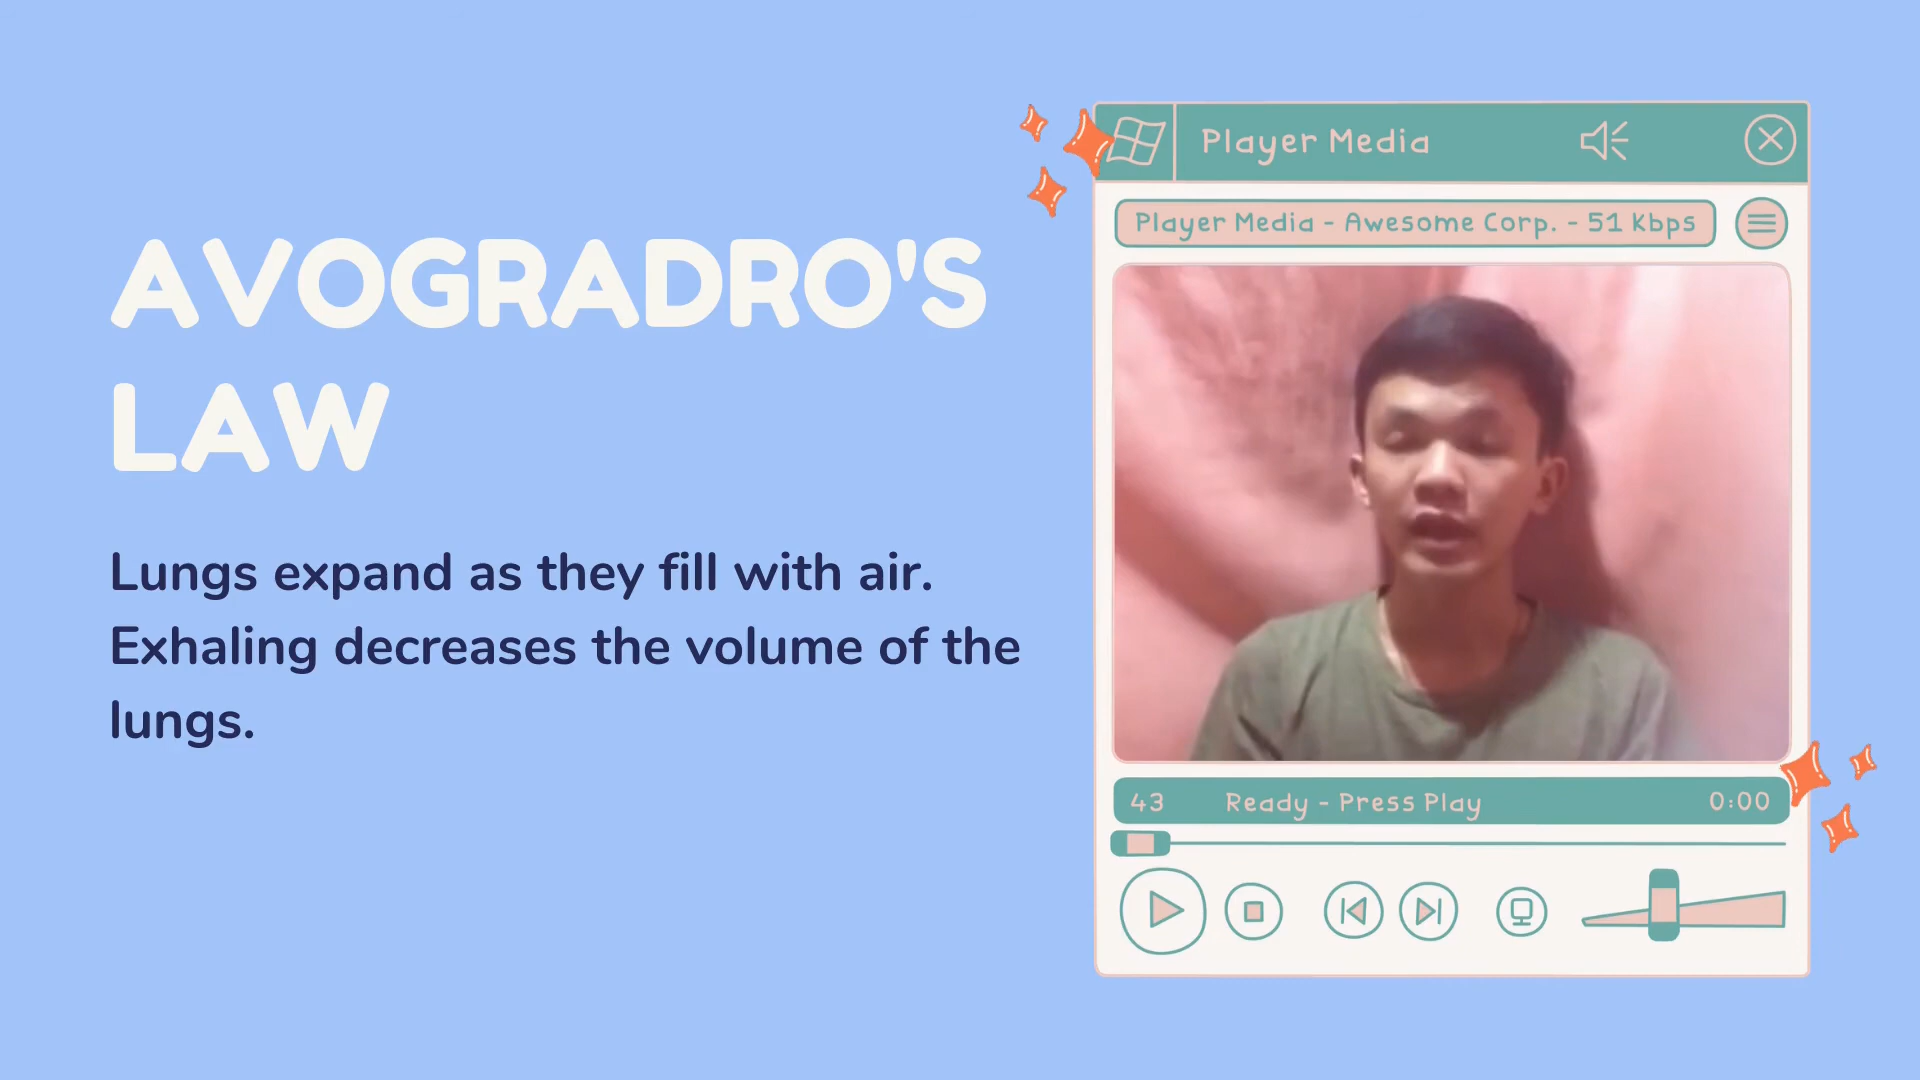 AVOGRADRO'S
LAW
Lungs expand as they fill with air.
Exhaling decreases the volume of the
lungs.
Player Media
Player Media - Awesome Corp. - 51 Kbps
43 Ready - Press Play 0:00